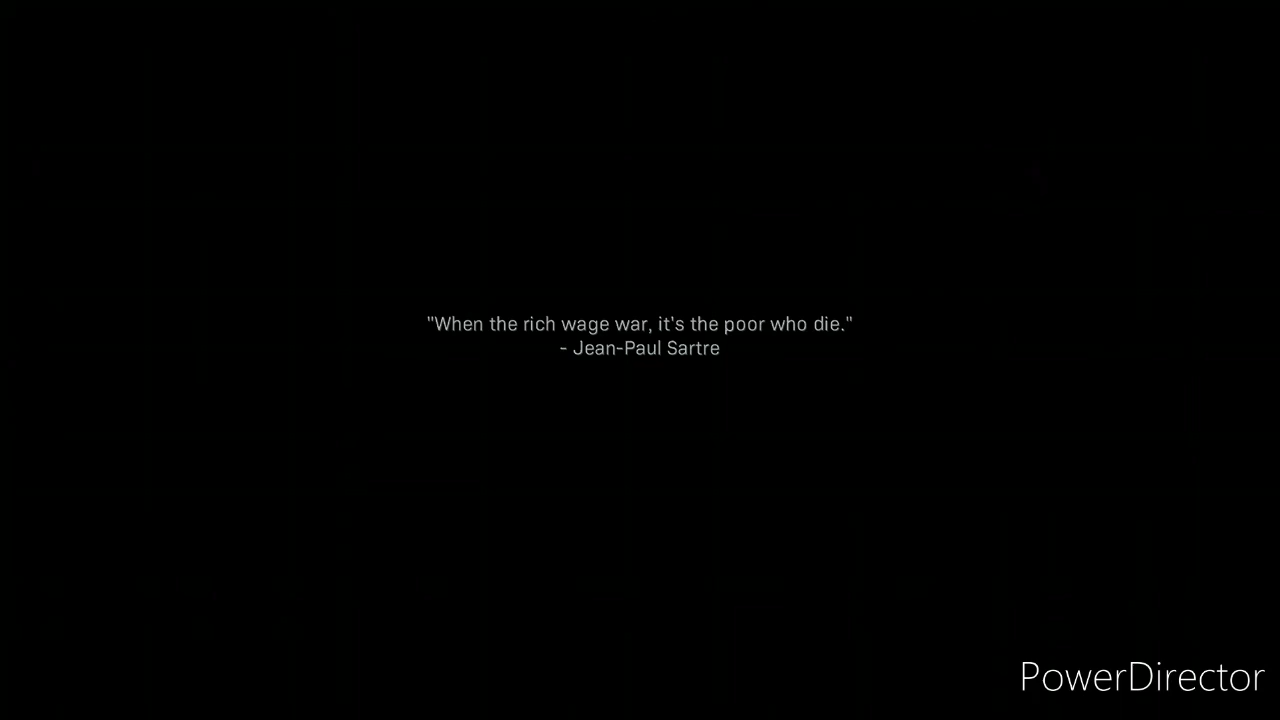 "When the rich wage war, it's the poor who die."
- Jean-Paul Sartre
PowerDirector